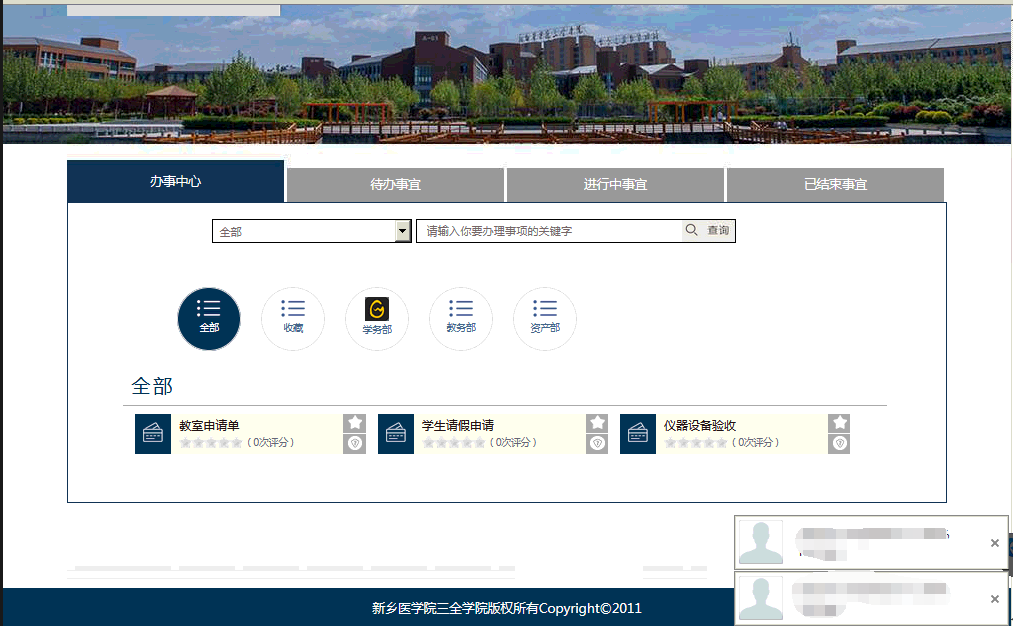 A-03
办事中心
待办事宜
进行中事宜
已结束事宜
全部
请输入你要办理事项的关键字
查询
全部
收藏
学务部
教务部
资产部
全部
教室申请单
(0次评分)
学生请假申请
(0次评分)
仪器设备验收
(0次评分)
新乡医学院三全学院版权所有Copyright©2011